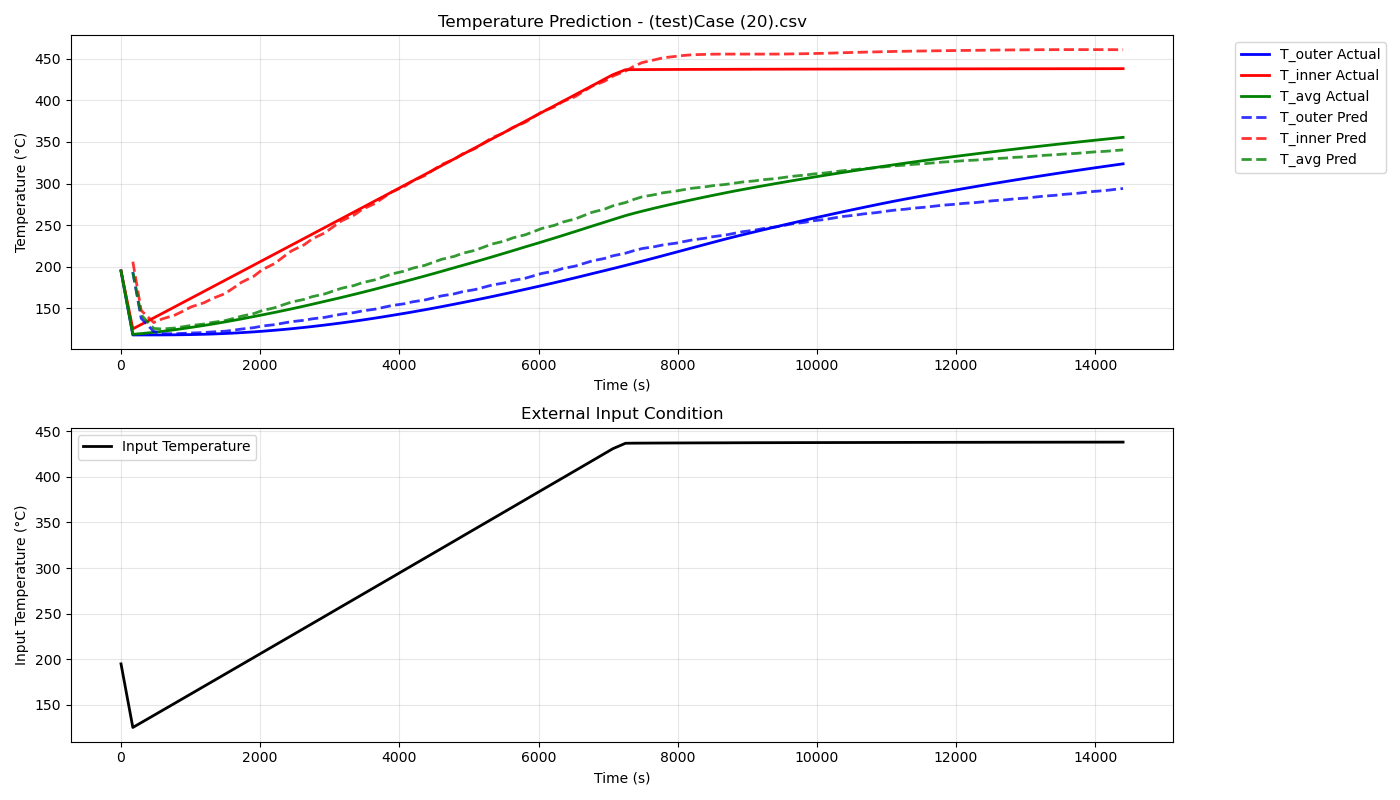 Temperature Prediction - (test)Case (20).csv
Temperature (°C)
450
400
350
300
250
200
150
0 2000 4000 6000 8000 10000 12000 14000
Time (s)
T_outer Actual
T_inner Actual
T_avg Actual
T_outer Pred
T_inner Pred
T_avg Pred
External Input Condition
Input Temperature (°C)
450
400
350
300
250
200
150
Input Temperature
0 2000 4000 6000 8000 10000 12000 14000
Time (s)